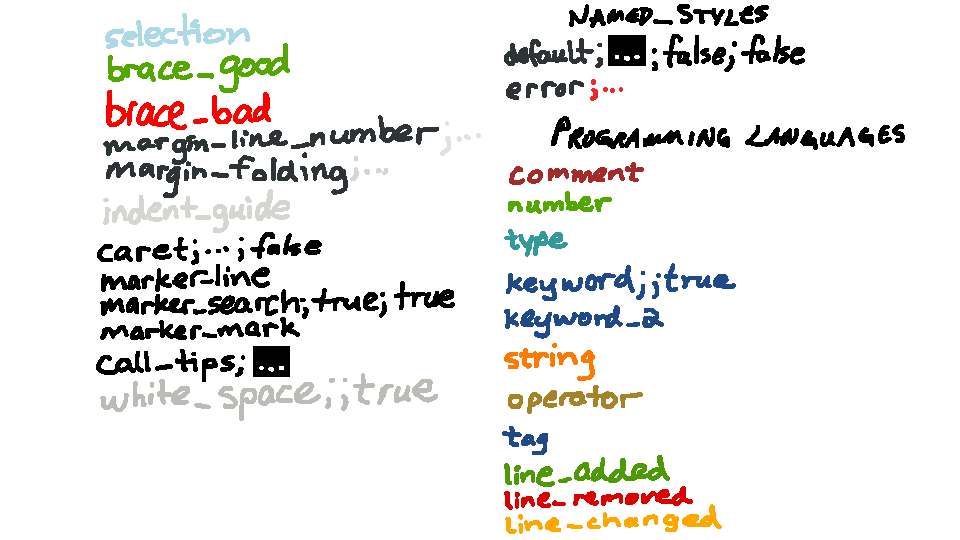 selection
brace_good
brace_bad
margin_line_number;...
margin_folding;...
indent_guide
caret;...;false
marker_line
marker_search;true;true
marker_mark
call_tips;...
white_space;;true
NAMED_STYLES
default;...;false;false
error;...
PROGRAMMING LANGUAGES
comment
number
type
keyword;;true
keyword_2
string
operator
tag
line_added
line_removed
line_changed